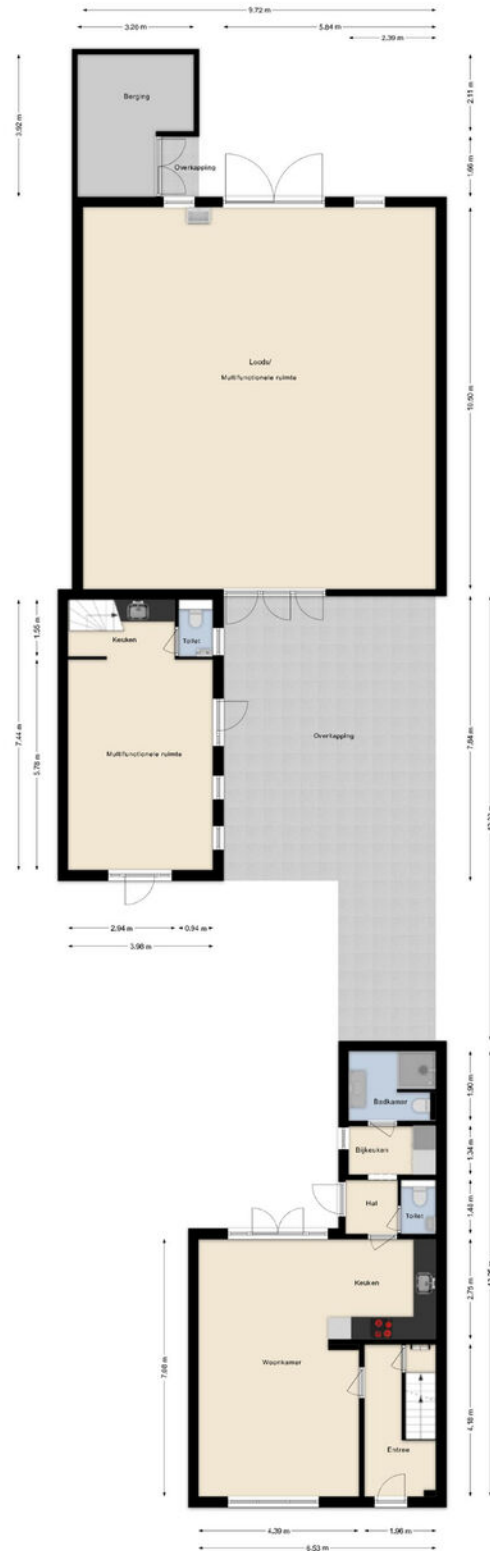 9.72 m
3.26 m
5.84 m
2.39 m
3.92 m
2.11 m
Berging
1.66 m
Overkapping
Loods/
Multifunctionele ruimte
10.50 m
1.55 m
Keuken
Toilet
7.44 m
7.84 m
Overkapping
5.78 m
Multifunctionele ruimte
2.94 m
0.94 m
3.98 m
1.90 m
Badkamer
Bijkeuken
1.34 m
Hal
1.48 m
Toilet
Keuken
2.75 m
7.08 m
Woonkamer
4.18 m
Entree
4.39 m
1.96 m
6.53 m